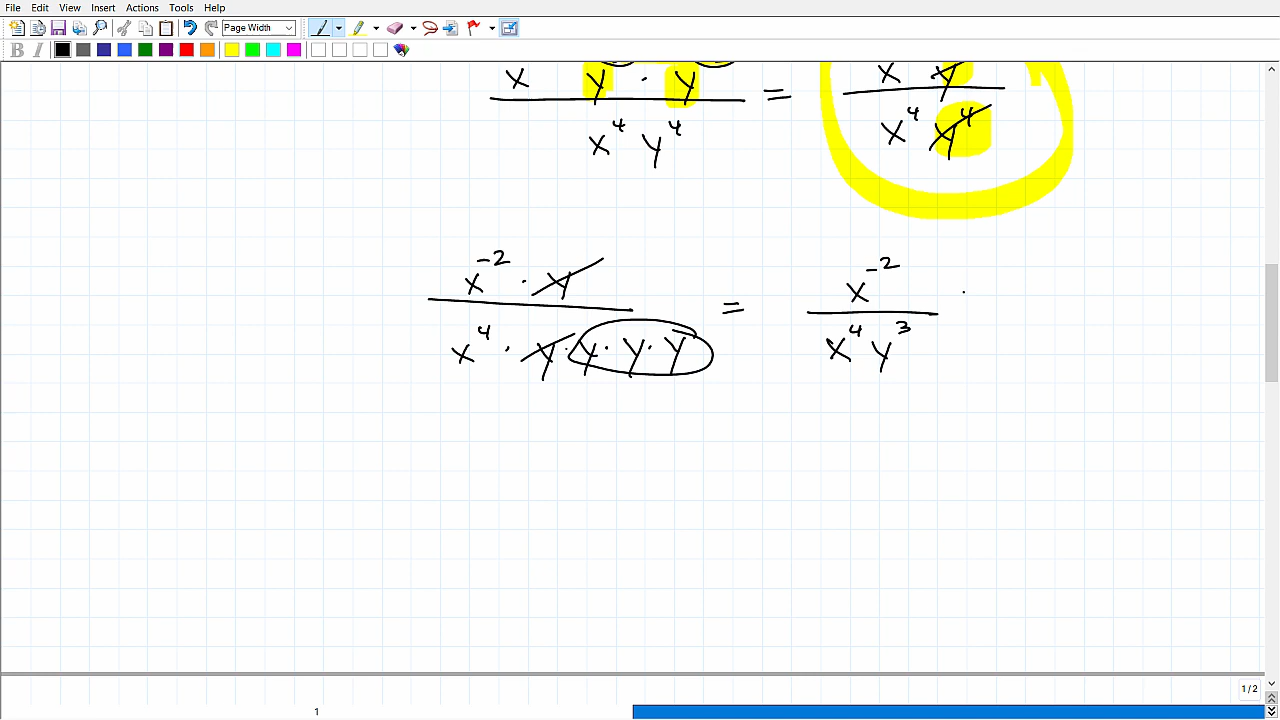 File Edit View Insert Actions Tools Help
Page Width
B I
x y · y / x⁴ y⁴ = x y / x⁴ y⁴
x⁻² · y / x⁴ · y · y · y · y = x⁻² / x⁴ y³
1/2
1